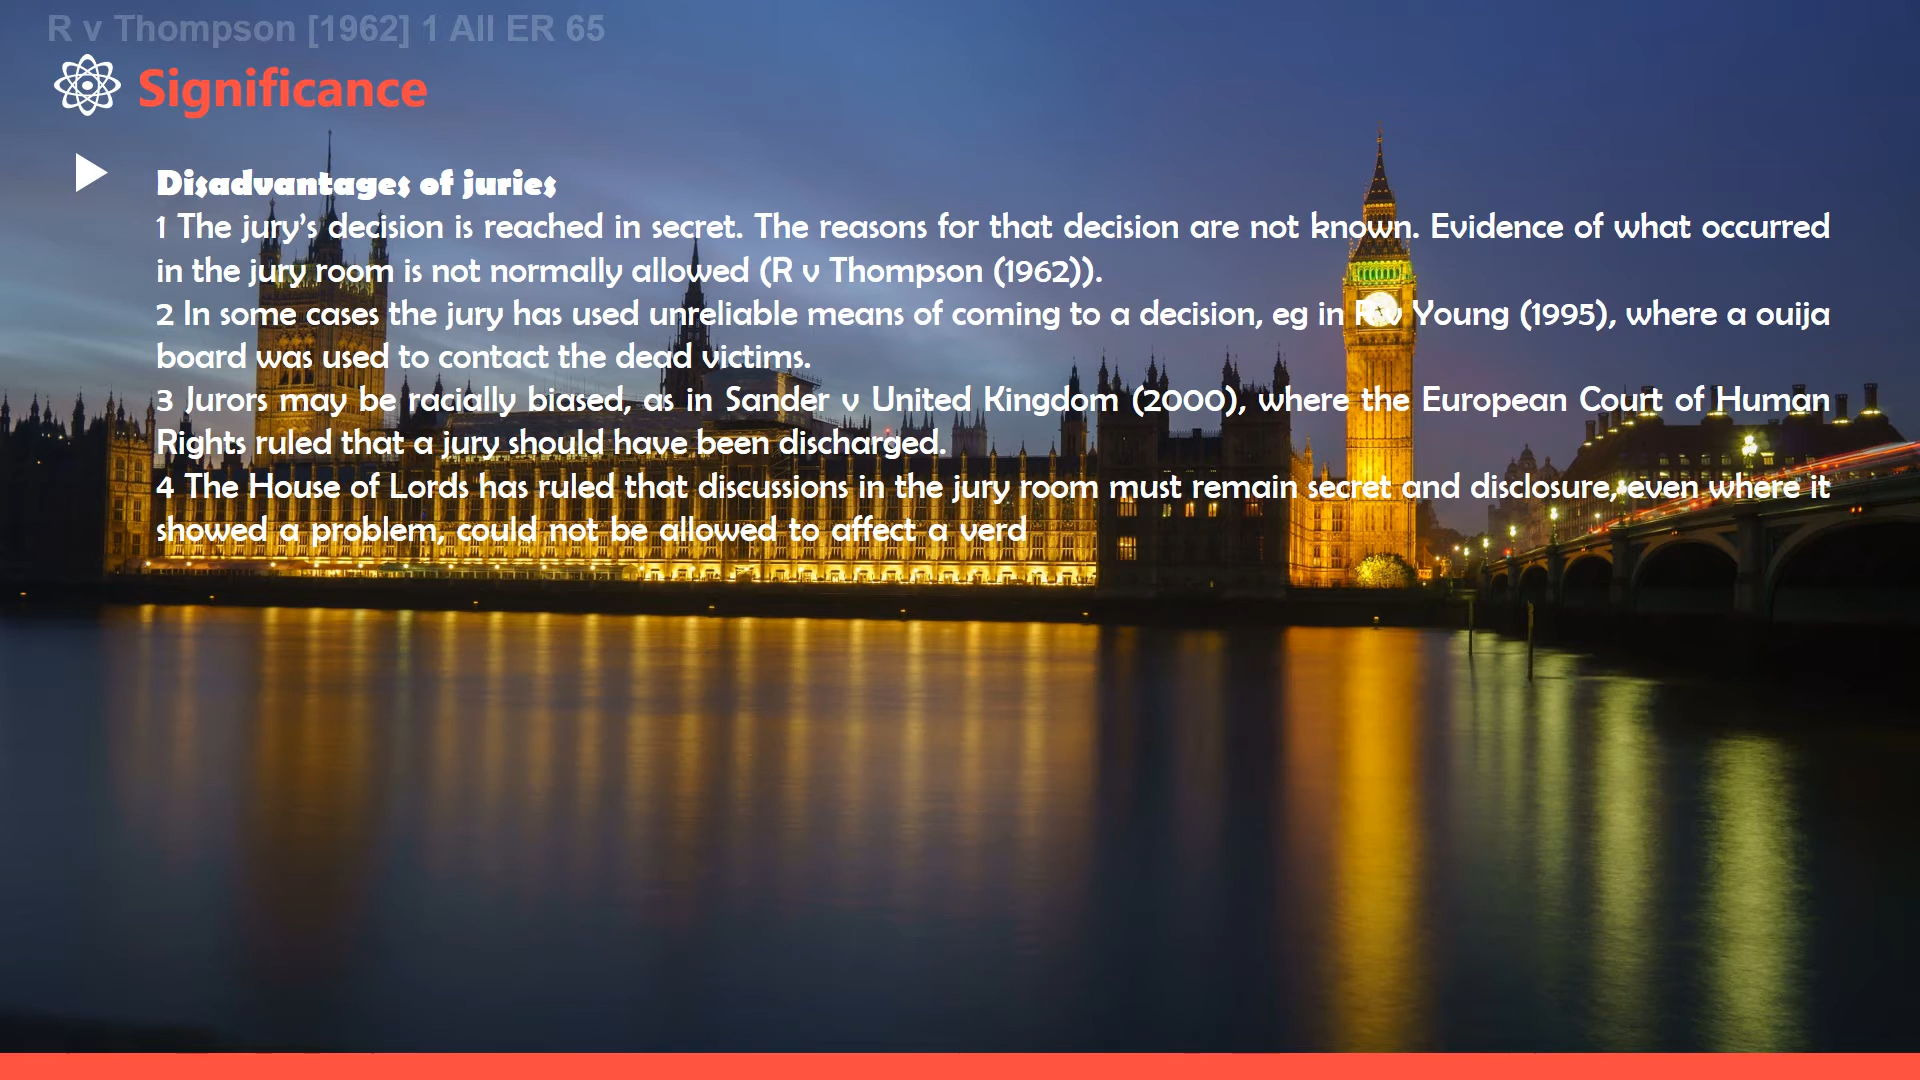 R v Thompson [1962] 1 All ER 65
Significance
Disadvantages of juries
1 The jury’s decision is reached in secret. The reasons for that decision are not known. Evidence of what occurred
in the jury room is not normally allowed (R v Thompson (1962)).
2 In some cases the jury has used unreliable means of coming to a decision, eg in R v Young (1995), where a ouija
board was used to contact the dead victims.
3 Jurors may be racially biased, as in Sander v United Kingdom (2000), where the European Court of Human
Rights ruled that a jury should have been discharged.
4 The House of Lords has ruled that discussions in the jury room must remain secret and disclosure, even where it
showed a problem, could not be allowed to affect a verd